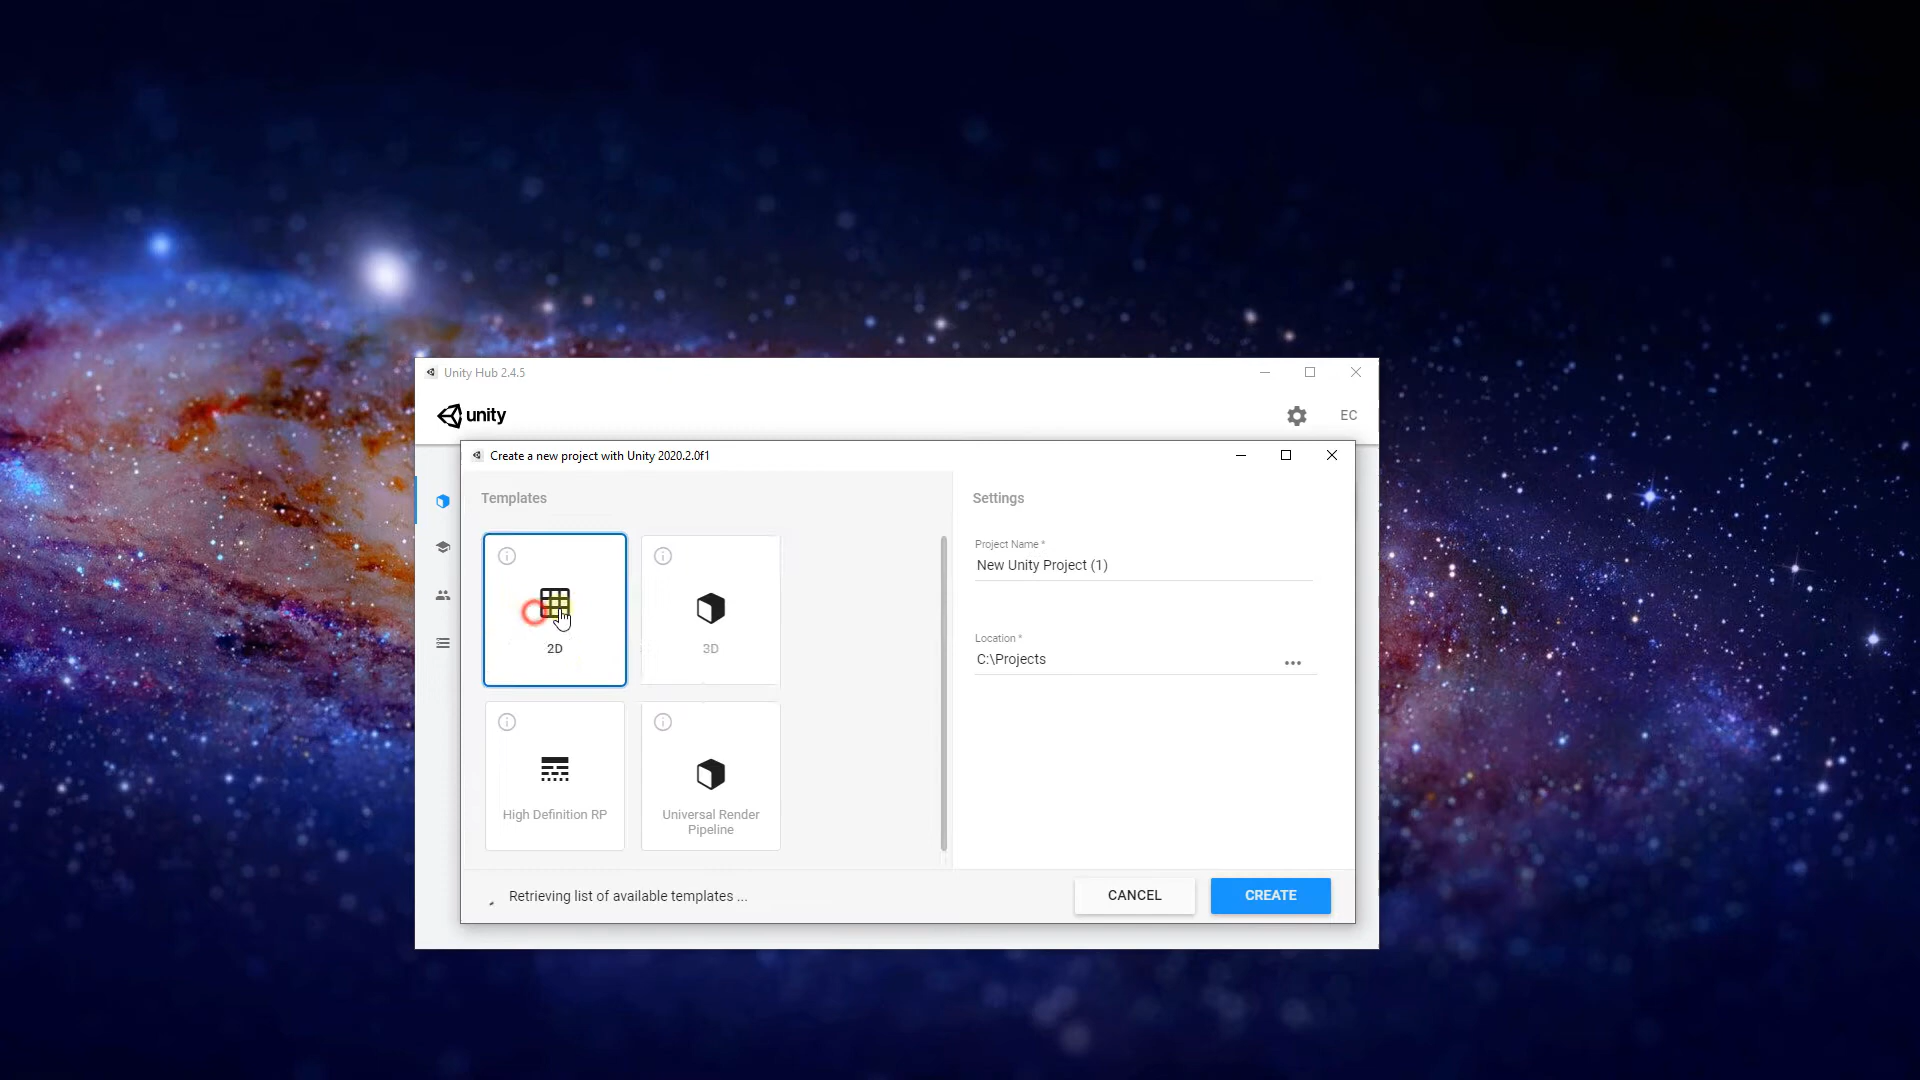 Unity Hub 2.4.5
unity
EC
Create a new project with Unity 2020.2.0f1
Templates
Settings
2D
3D
High Definition RP
Universal Render
Pipeline
Project Name *
New Unity Project (1)
Location *
C:\Projects
Retrieving list of available templates ...
CANCEL
CREATE